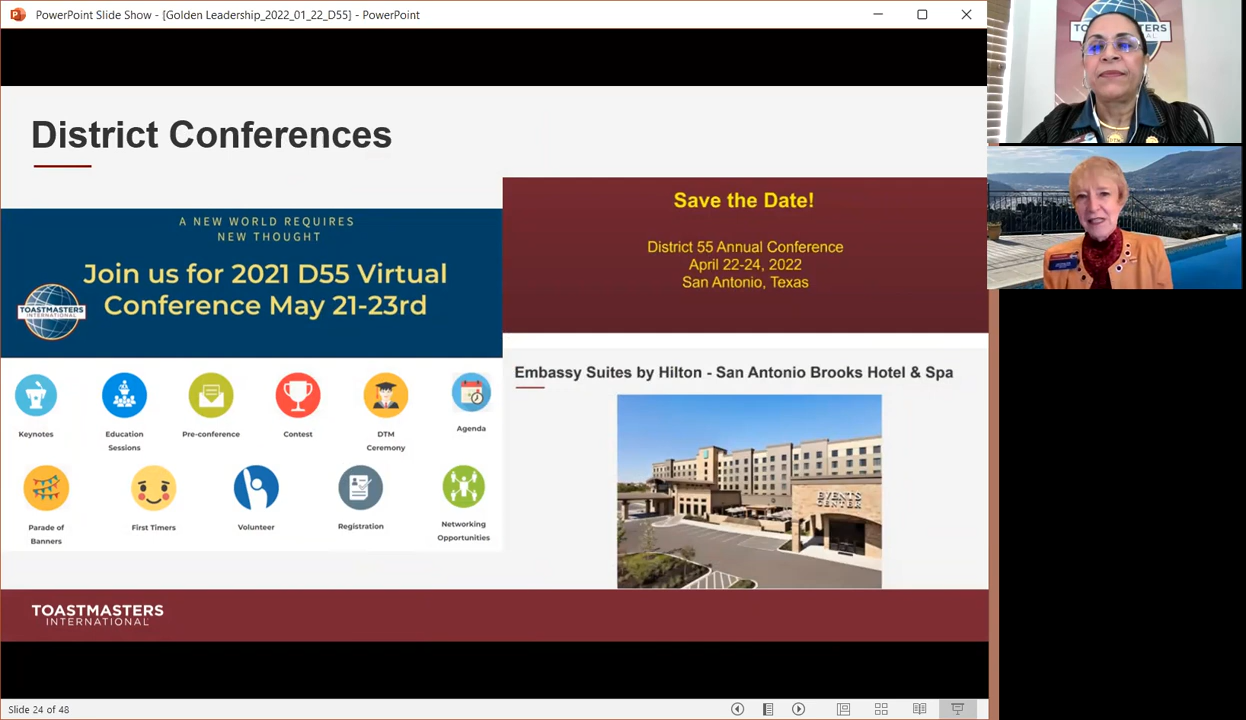 PowerPoint Slide Show - [Golden Leadership_2022_01_22_D55] - PowerPoint
District Conferences
A NEW WORLD REQUIRES
NEW THOUGHT
Join us for 2021 D55 Virtual
Conference May 21-23rd
TOASTMASTERS
INTERNATIONAL
Keynotes
Education
Sessions
Pre-conference
Contest
DTM
Ceremony
Agenda
Parade of
Banners
First Timers
Volunteer
Registration
Networking
Opportunities
Save the Date!
District 55 Annual Conference
April 22-24, 2022
San Antonio, Texas
Embassy Suites by Hilton - San Antonio Brooks Hotel & Spa
EVENTS
CENTER
TOASTMASTERS
INTERNATIONAL
Slide 24 of 48